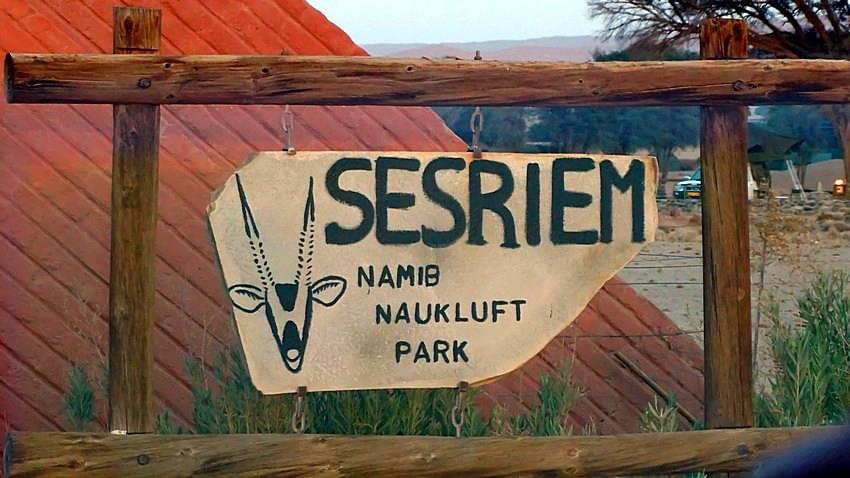 SESRIEM
NAMIB
NAUKLUFT
PARK